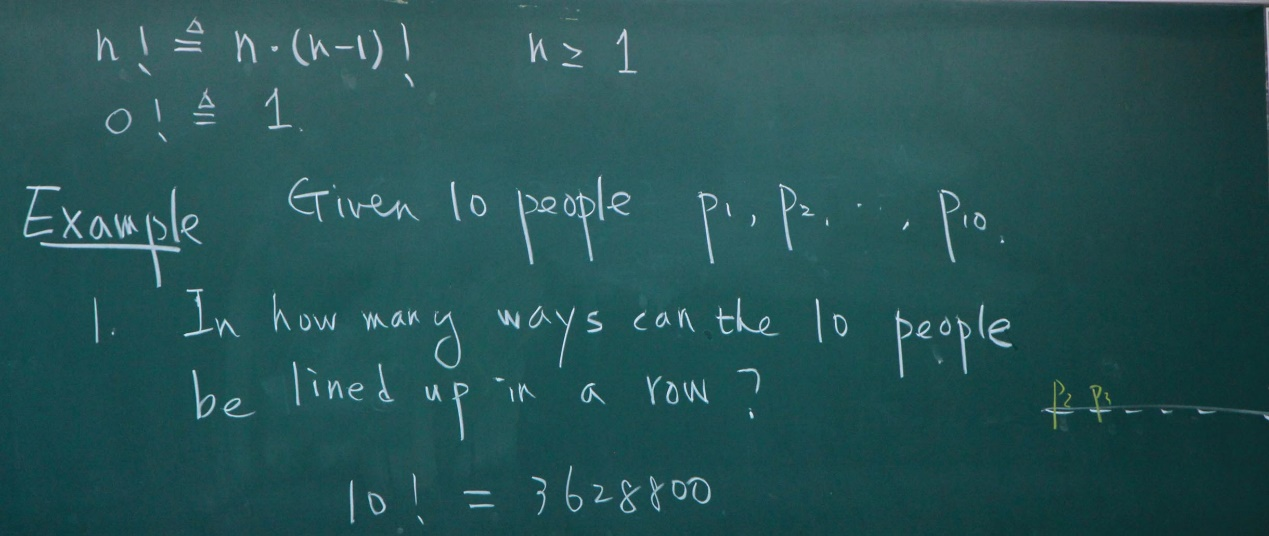 n! ≜ n·(n-1)! n ≥ 1
0! ≜ 1.
Example Given 10 people p1, p2, ..., p10.
1. In how many ways can the 10 people
be lined up in a row?
p2 p3
10! = 3628800